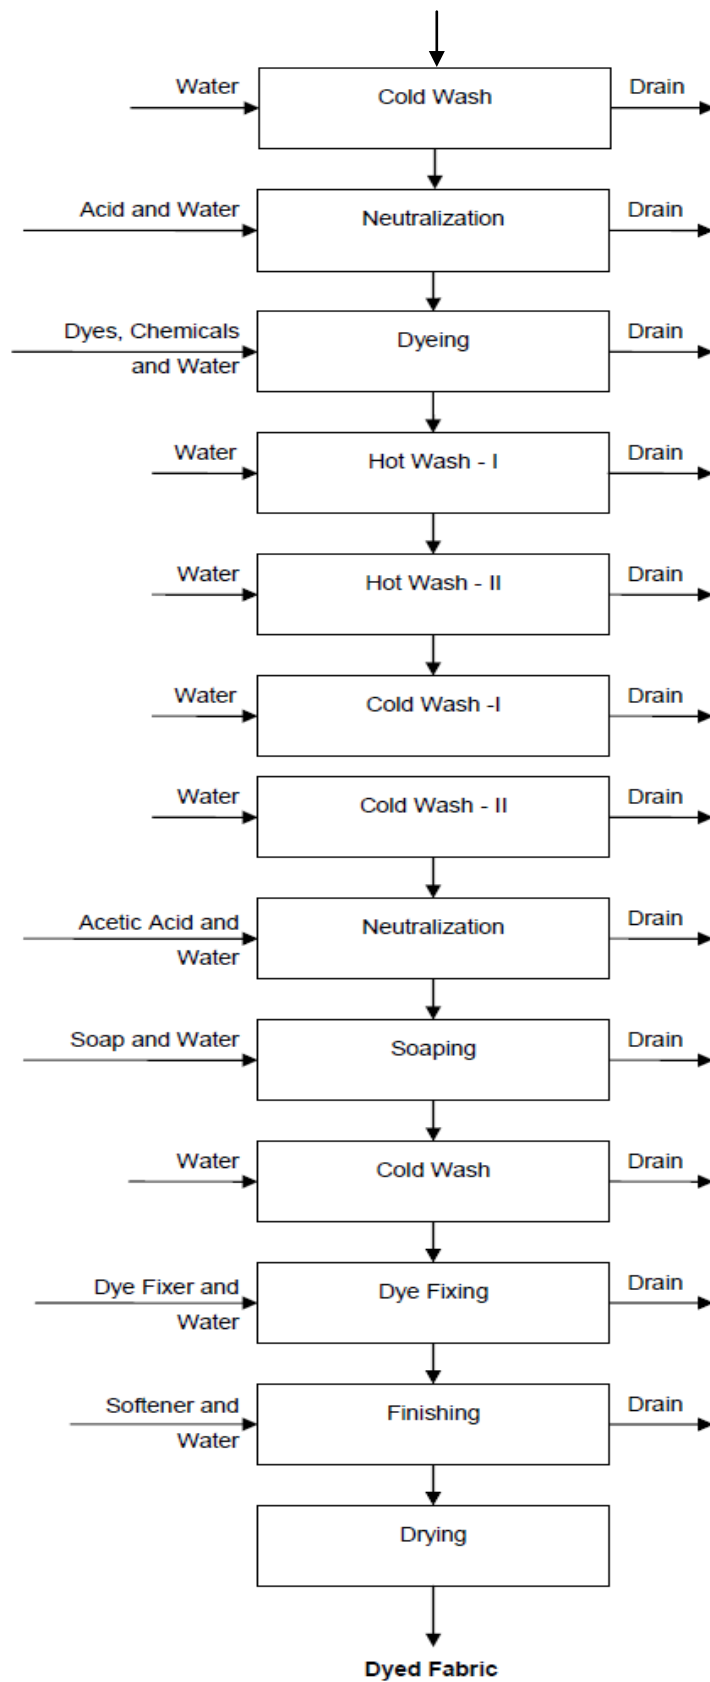 Water
Cold Wash
Drain
Acid and Water
Neutralization
Drain
Dyes, Chemicals
and Water
Dyeing
Drain
Water
Hot Wash - I
Drain
Water
Hot Wash - II
Drain
Water
Cold Wash -I
Drain
Water
Cold Wash - II
Drain
Acetic Acid and
Water
Neutralization
Drain
Soap and Water
Soaping
Drain
Water
Cold Wash
Drain
Dye Fixer and
Water
Dye Fixing
Drain
Softener and
Water
Finishing
Drain
Drying
Dyed Fabric